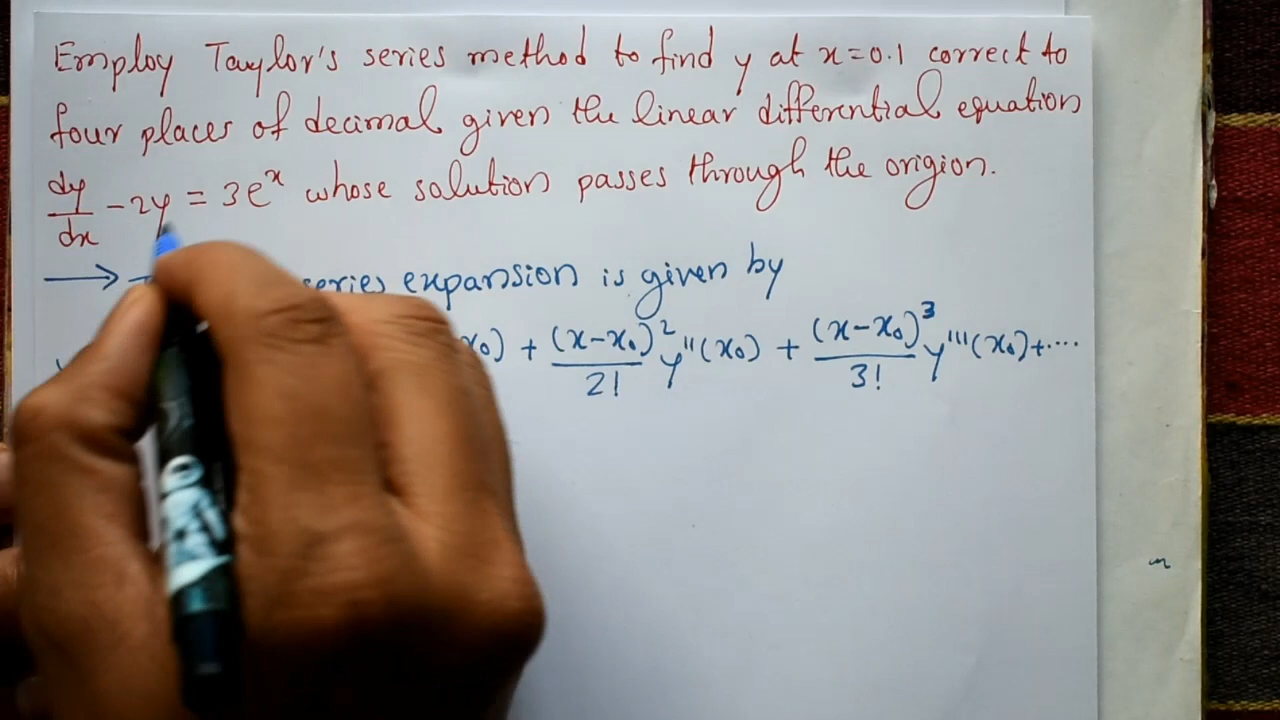 Employ Taylor's series method to find y at x=0.1 correct to
four places of decimal given the linear differential equation
dy/dx - 2y = 3e^x whose solution passes through the origion.
→ series expansion is given by
x₀) + (x-x₀)²/2! y''(x₀) + (x-x₀)³/3! y'''(x₀)+....